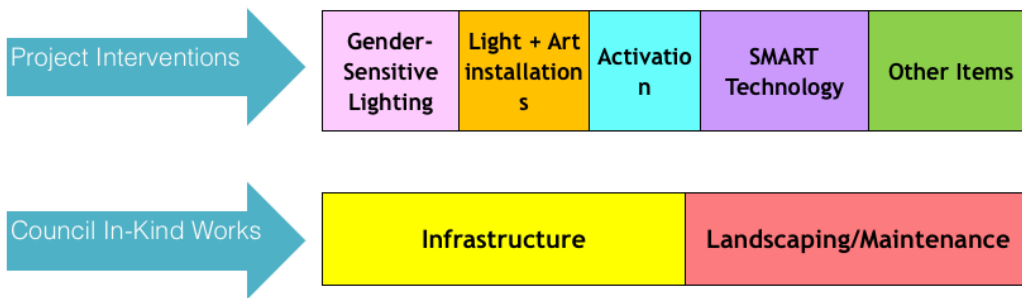 Project Interventions
Gender-
Sensitive
Lighting
Light + Art
installation
s
Activatio
n
SMART
Technology
Other Items
Council In-Kind Works
Infrastructure
Landscaping/Maintenance